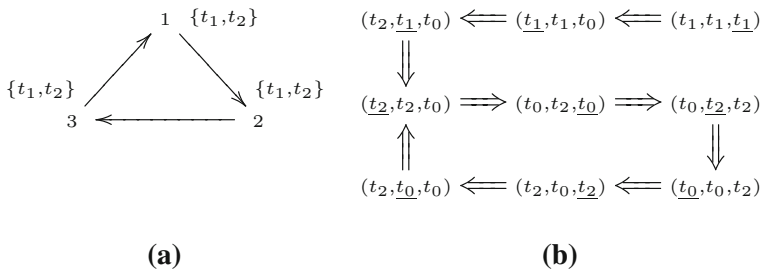 1 {t₁,t₂}
{t₁,t₂} {t₁,t₂}
3 2
(a)
(t₂,t₁,t₀) ⇐ (t₁,t₁,t₀) ⇐ (t₁,t₁,t₁)
(t₂,t₂,t₀) ⇒ (t₀,t₂,t₀) ⇒ (t₀,t₂,t₂)
(t₂,t₀,t₀) ⇐ (t₂,t₀,t₂) ⇐ (t₀,t₀,t₂)
(b)